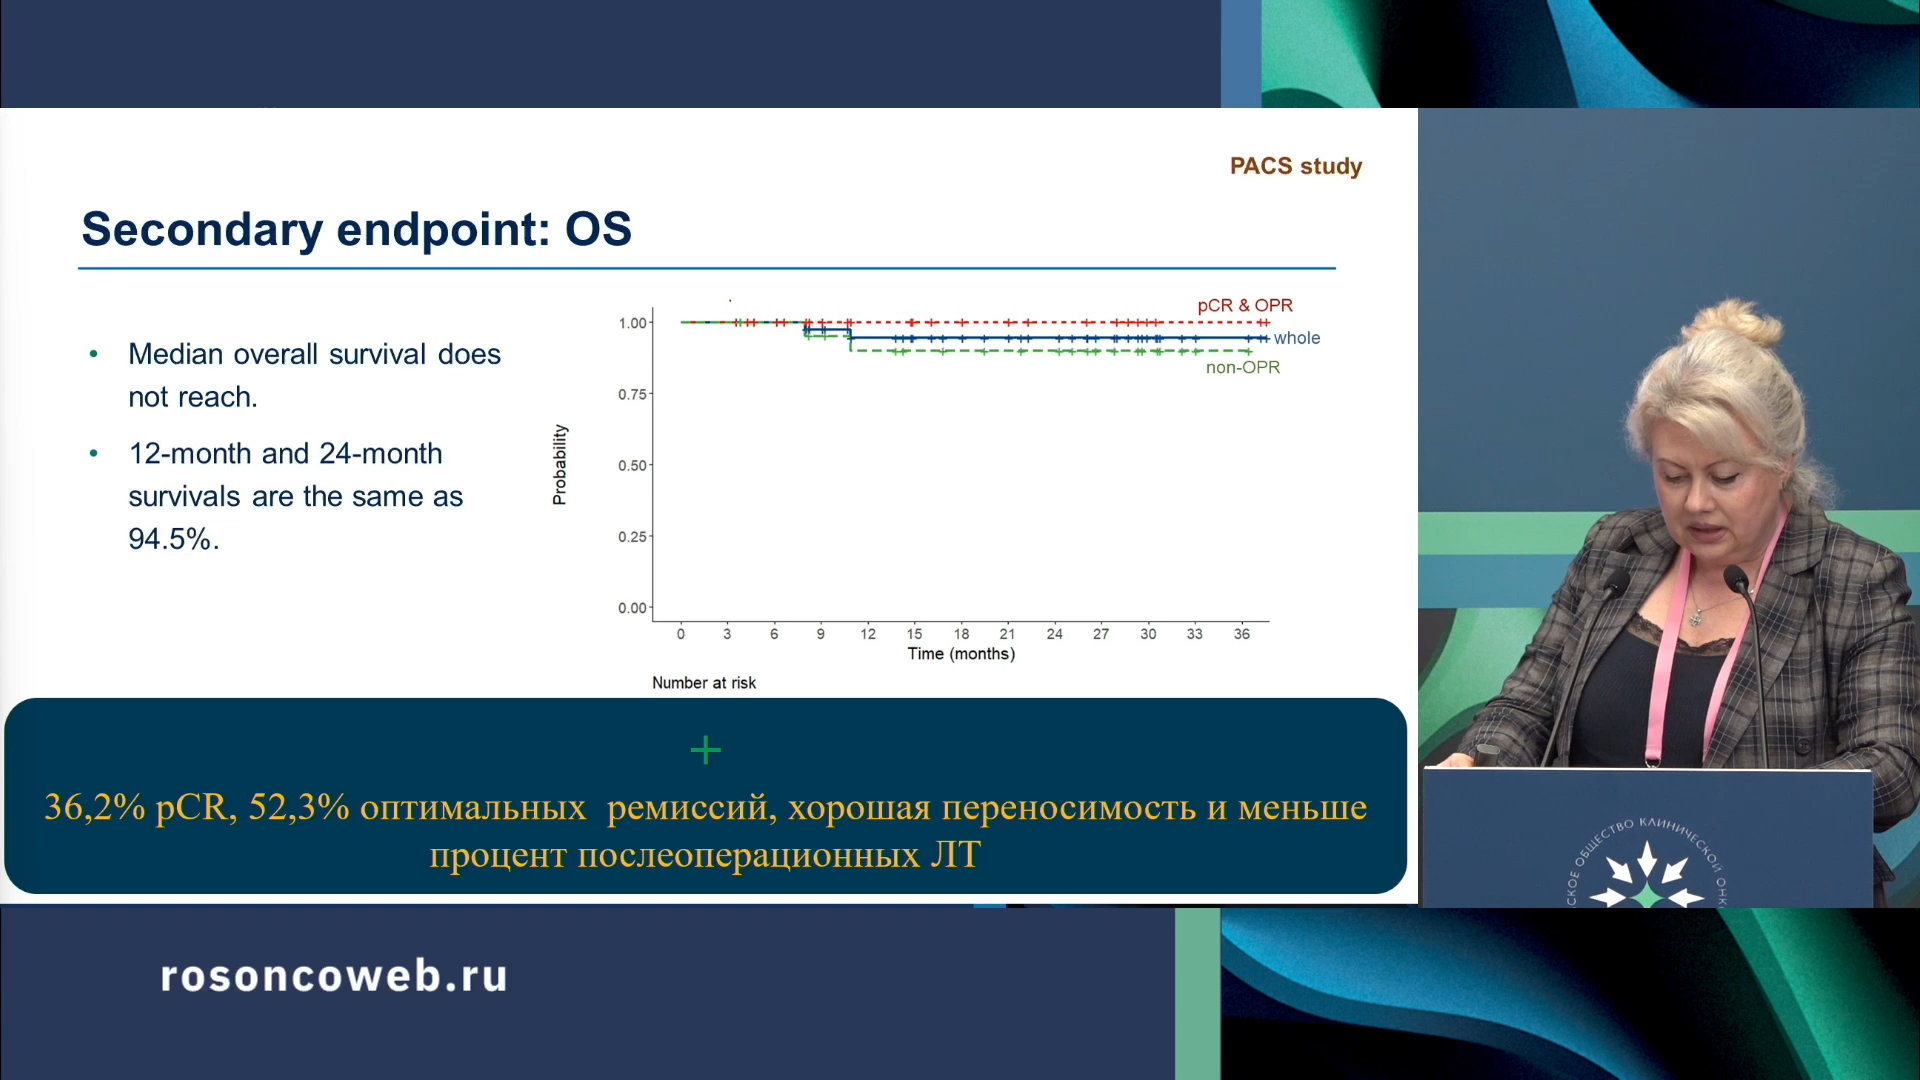 PACS study
Secondary endpoint: OS
• Median overall survival does
not reach.
• 12-month and 24-month
survivals are the same as
94.5%.
pCR & OPR
whole
non-OPR
1.00
0.75
0.50
0.25
0.00
Probability
0 3 6 9 12 15 18 21 24 27 30 33 36
Time (months)
Number at risk
+
36,2% pCR, 52,3% оптимальных ремиссий, хорошая переносимость и меньше
процент послеоперационных ЛТ
ОБЩЕСТВО КЛИНИЧЕСКОЙ
rosoncoweb.ru